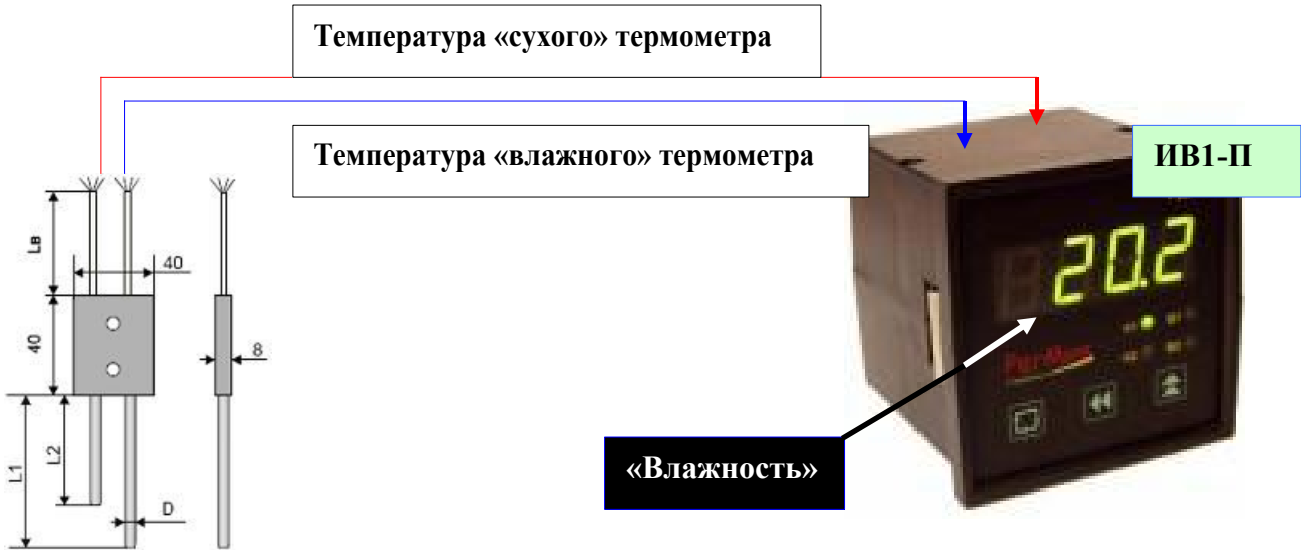 Температура «сухого» термометра
Температура «влажного» термометра
ИВ1-П
20.2
«Влажность»
Lв
40
40
8
L1
L2
D